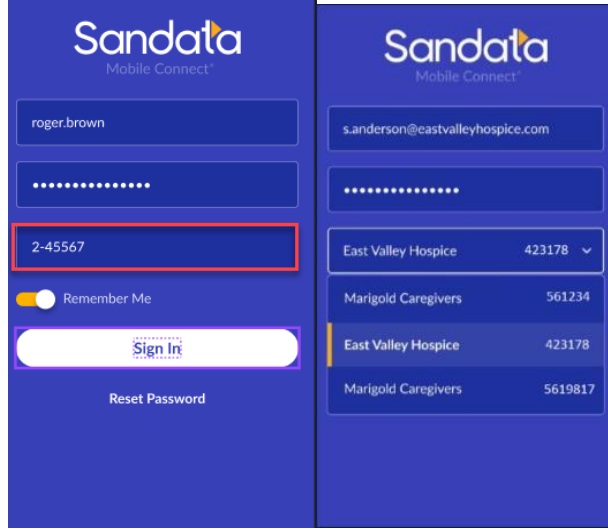 Sandata
Mobile Connect
roger.brown
•••••••••••••••
2-45567
Remember Me
Sign In
Reset Password
Sandata
Mobile Connect
s.anderson@eastvalleyhospice.com
•••••••••••••••
East Valley Hospice 423178
Marigold Caregivers 561234
East Valley Hospice 423178
Marigold Caregivers 5619817